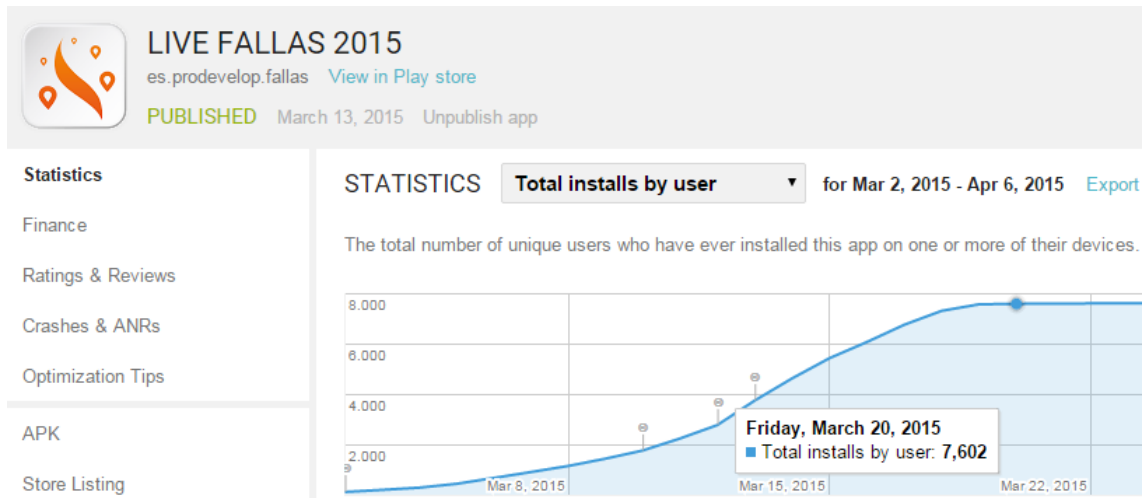 LIVE FALLAS 2015
es.prodevelop.fallas View in Play store
PUBLISHED March 13, 2015 Unpublish app
Statistics
Finance
Ratings & Reviews
Crashes & ANRs
Optimization Tips
APK
Store Listing
STATISTICS Total installs by user for Mar 2, 2015 - Apr 6, 2015 Export
The total number of unique users who have ever installed this app on one or more of their devices.
8.000
6.000
4.000
2.000
Friday, March 20, 2015
Total installs by user: 7,602
Mar 8, 2015 Mar 15, 2015 Mar 22, 2015